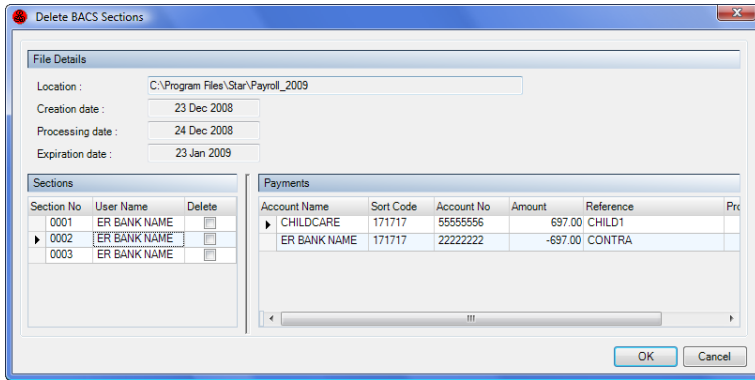 Delete BACS Sections
File Details
Location : C:\Program Files\Star\Payroll_2009
Creation date : 23 Dec 2008
Processing date : 24 Dec 2008
Expiration date : 23 Jan 2009
Sections
Section No User Name Delete
0001 ER BANK NAME
0002 ER BANK NAME
0003 ER BANK NAME
Payments
Account Name Sort Code Account No Amount Reference Pro
CHILDCARE 171717 55555556 697.00 CHILD1
ER BANK NAME 171717 22222222 -697.00 CONTRA
OK Cancel